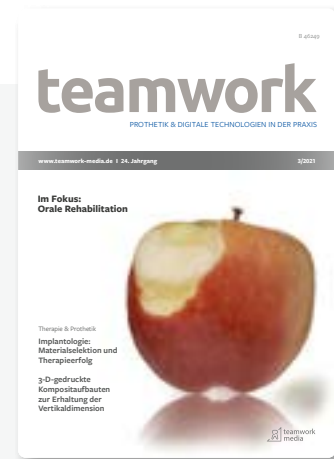 B 46249
teamwork
PROTHETIK & DIGITALE TECHNOLOGIEN IN DER PRAXIS
www.teamwork-media.de I 24. Jahrgang 3/2021
Im Fokus:
Orale Rehabilitation
Therapie & Prothetik
Implantologie:
Materialselektion und
Therapieerfolg
3-D-gedruckte
Kompositaufbauten
zur Erhaltung der
Vertikaldimension
teamwork
media